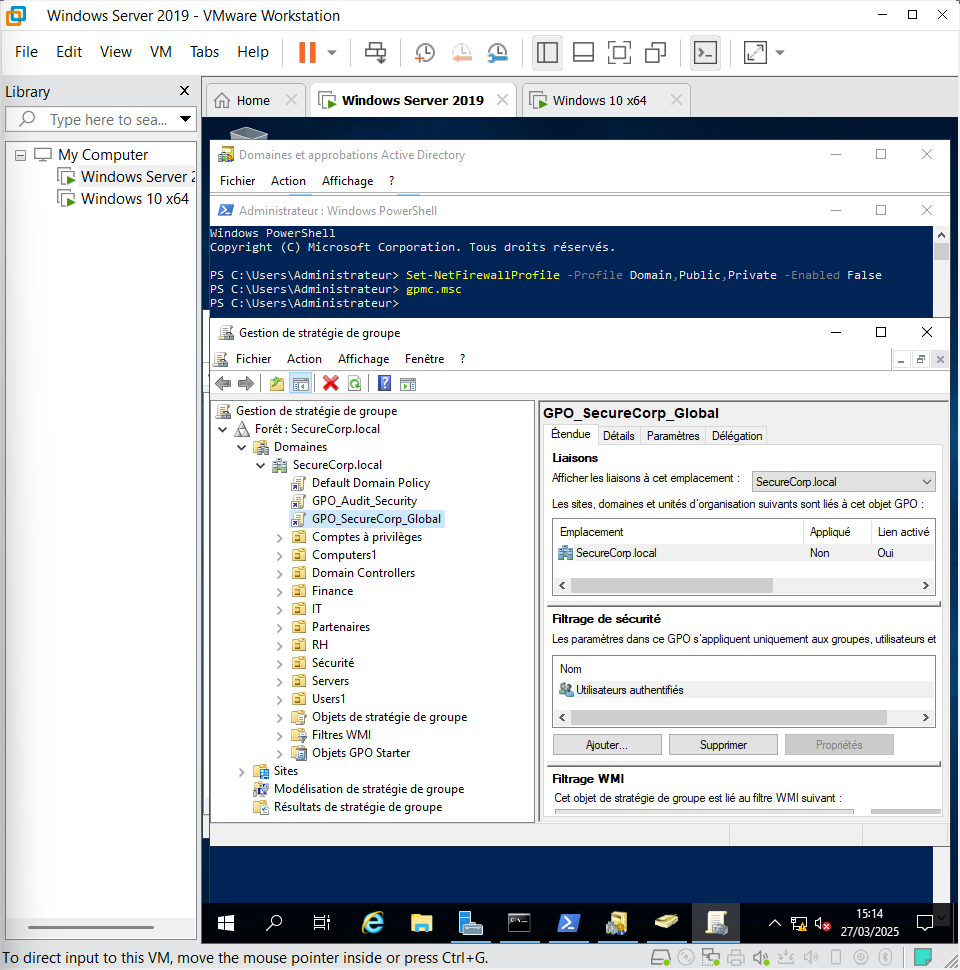 Windows Server 2019 - VMware Workstation
File Edit View VM Tabs Help
Library
Type here to sea...
My Computer
Windows Server 2
Windows 10 x64
Home Windows Server 2019 Windows 10 x64
Domaines et approbations Active Directory
Fichier Action Affichage ?
Administrateur : Windows PowerShell
Windows PowerShell
Copyright (C) Microsoft Corporation. Tous droits réservés.
PS C:\Users\Administrateur> Set-NetFirewallProfile -Profile Domain,Public,Private -Enabled False
PS C:\Users\Administrateur> gpmc.msc
PS C:\Users\Administrateur>
Gestion de stratégie de groupe
Fichier Action Affichage Fenêtre ?
Gestion de stratégie de groupe
Forêt : SecureCorp.local
Domaines
SecureCorp.local
Default Domain Policy
GPO_Audit_Security
GPO_SecureCorp_Global
Comptes à privilèges
Computers1
Domain Controllers
Finance
IT
Partenaires
RH
Sécurité
Servers
Users1
Objets de stratégie de groupe
Filtres WMI
Objets GPO Starter
Sites
Modélisation de stratégie de groupe
Résultats de stratégie de groupe
GPO_SecureCorp_Global
Étendue Détails Paramètres Délégation
Liaisons
Afficher les liaisons à cet emplacement : SecureCorp.local
Les sites, domaines et unités d'organisation suivants sont liés à cet objet GPO :
Emplacement Appliqué Lien activé
SecureCorp.local Non Oui
Filtrage de sécurité
Les paramètres dans ce GPO s'appliquent uniquement aux groupes, utilisateurs et
Nom
Utilisateurs authentifiés
Ajouter... Supprimer Propriétés
Filtrage WMI
Cet objet de stratégie de groupe est lié au filtre WMI suivant :
15:14
27/03/2025
To direct input to this VM, move the mouse pointer inside or press Ctrl+G.